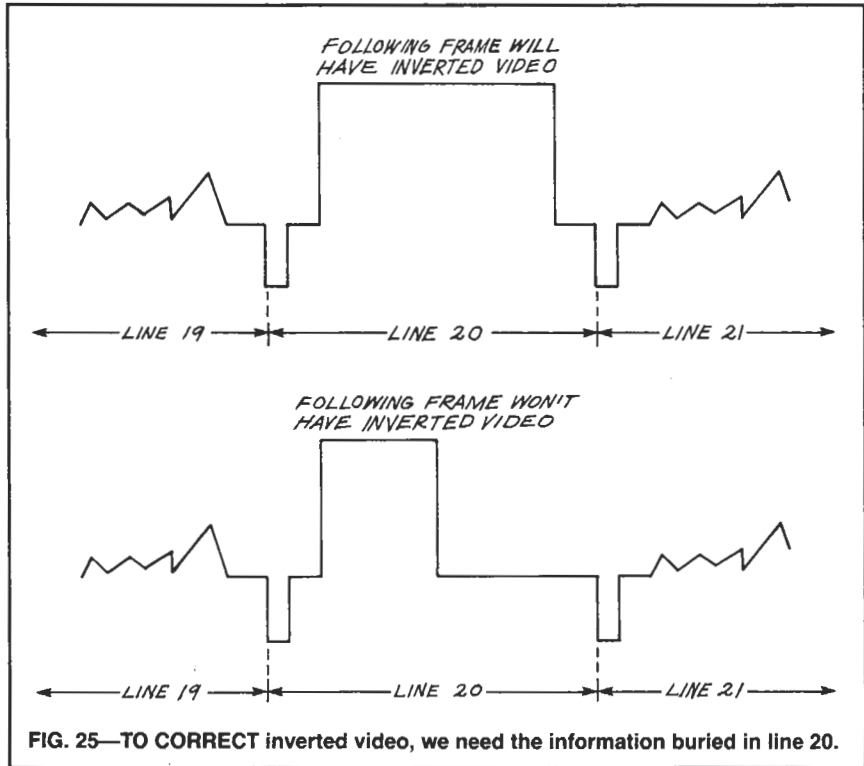 FOLLOWING FRAME WILL
HAVE INVERTED VIDEO
LINE 19 LINE 20 LINE 21
FOLLOWING FRAME WON'T
HAVE INVERTED VIDEO
LINE 19 LINE 20 LINE 21
FIG. 25—TO CORRECT inverted video, we need the information buried in line 20.